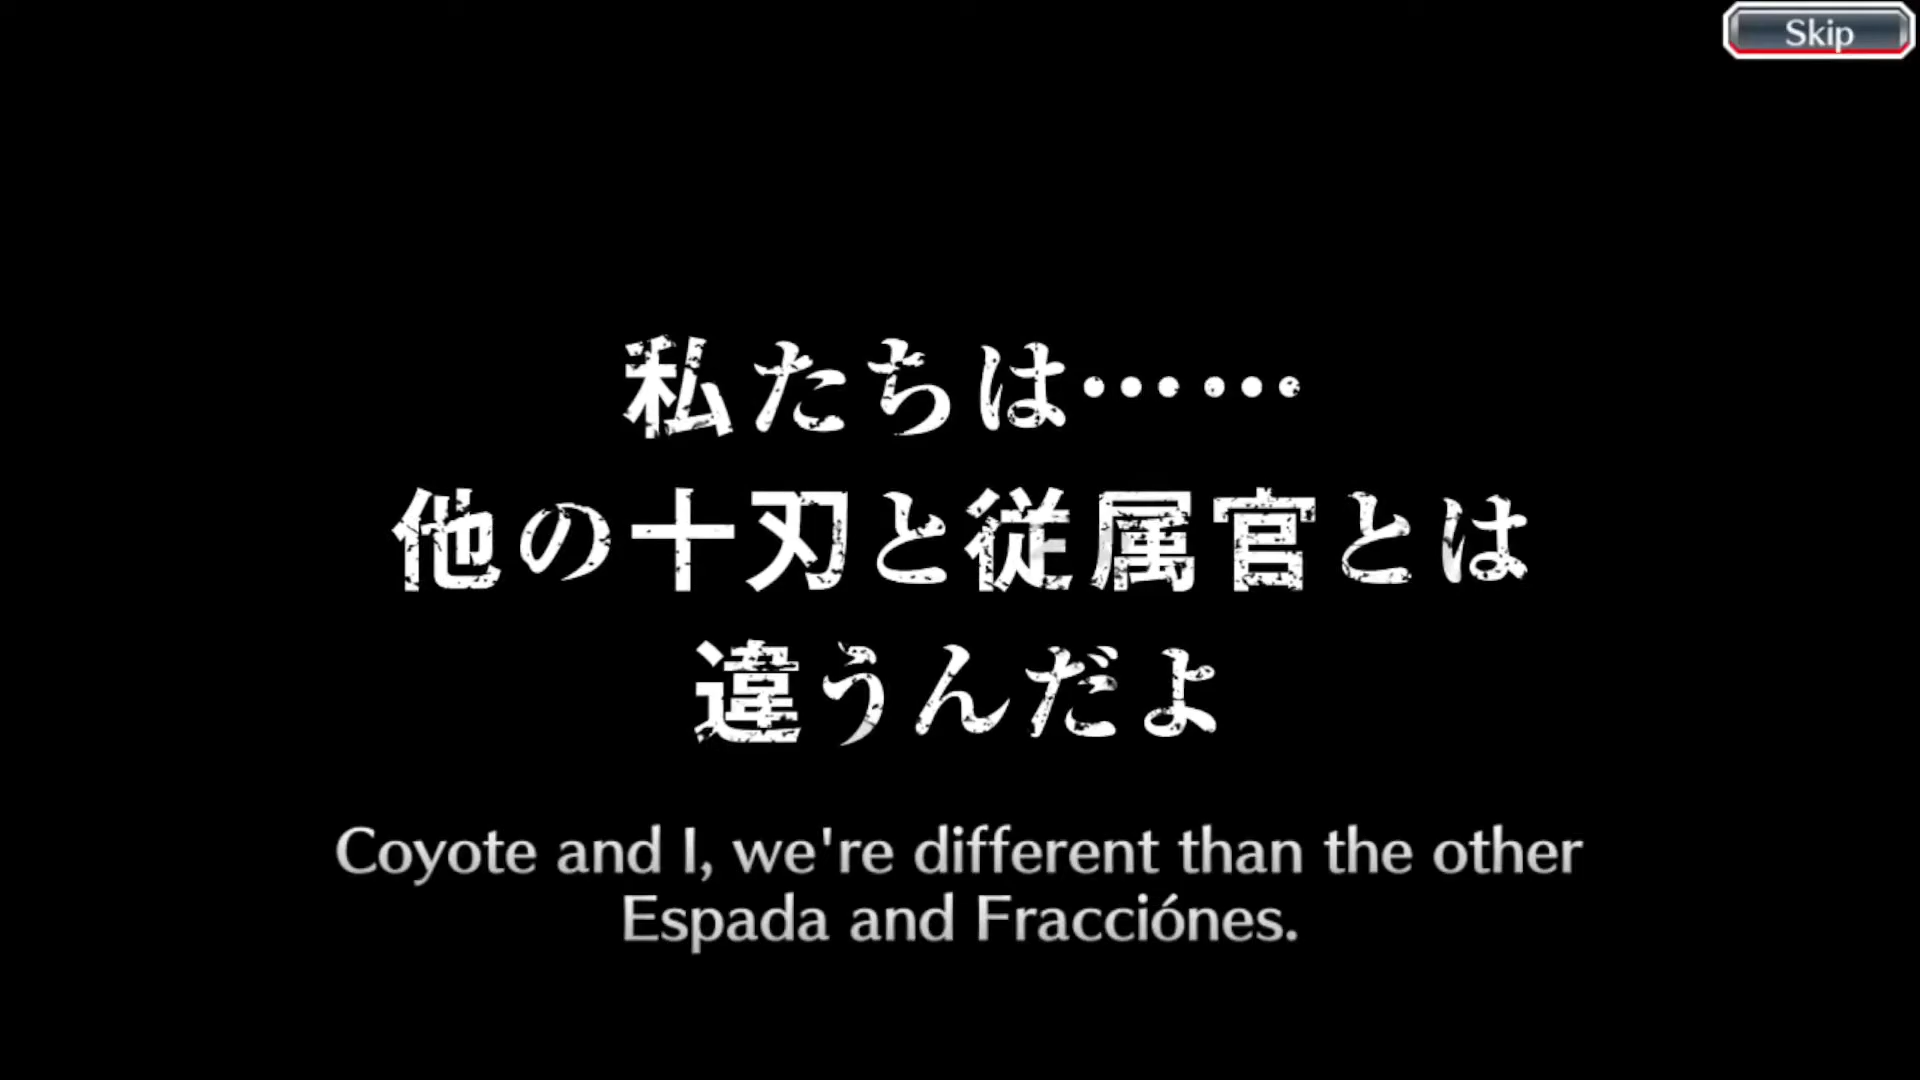 Skip
私たちは……
他の十刃と従属官とは
違うんだよ
Coyote and I, we're different than the other
Espada and Fracciónes.